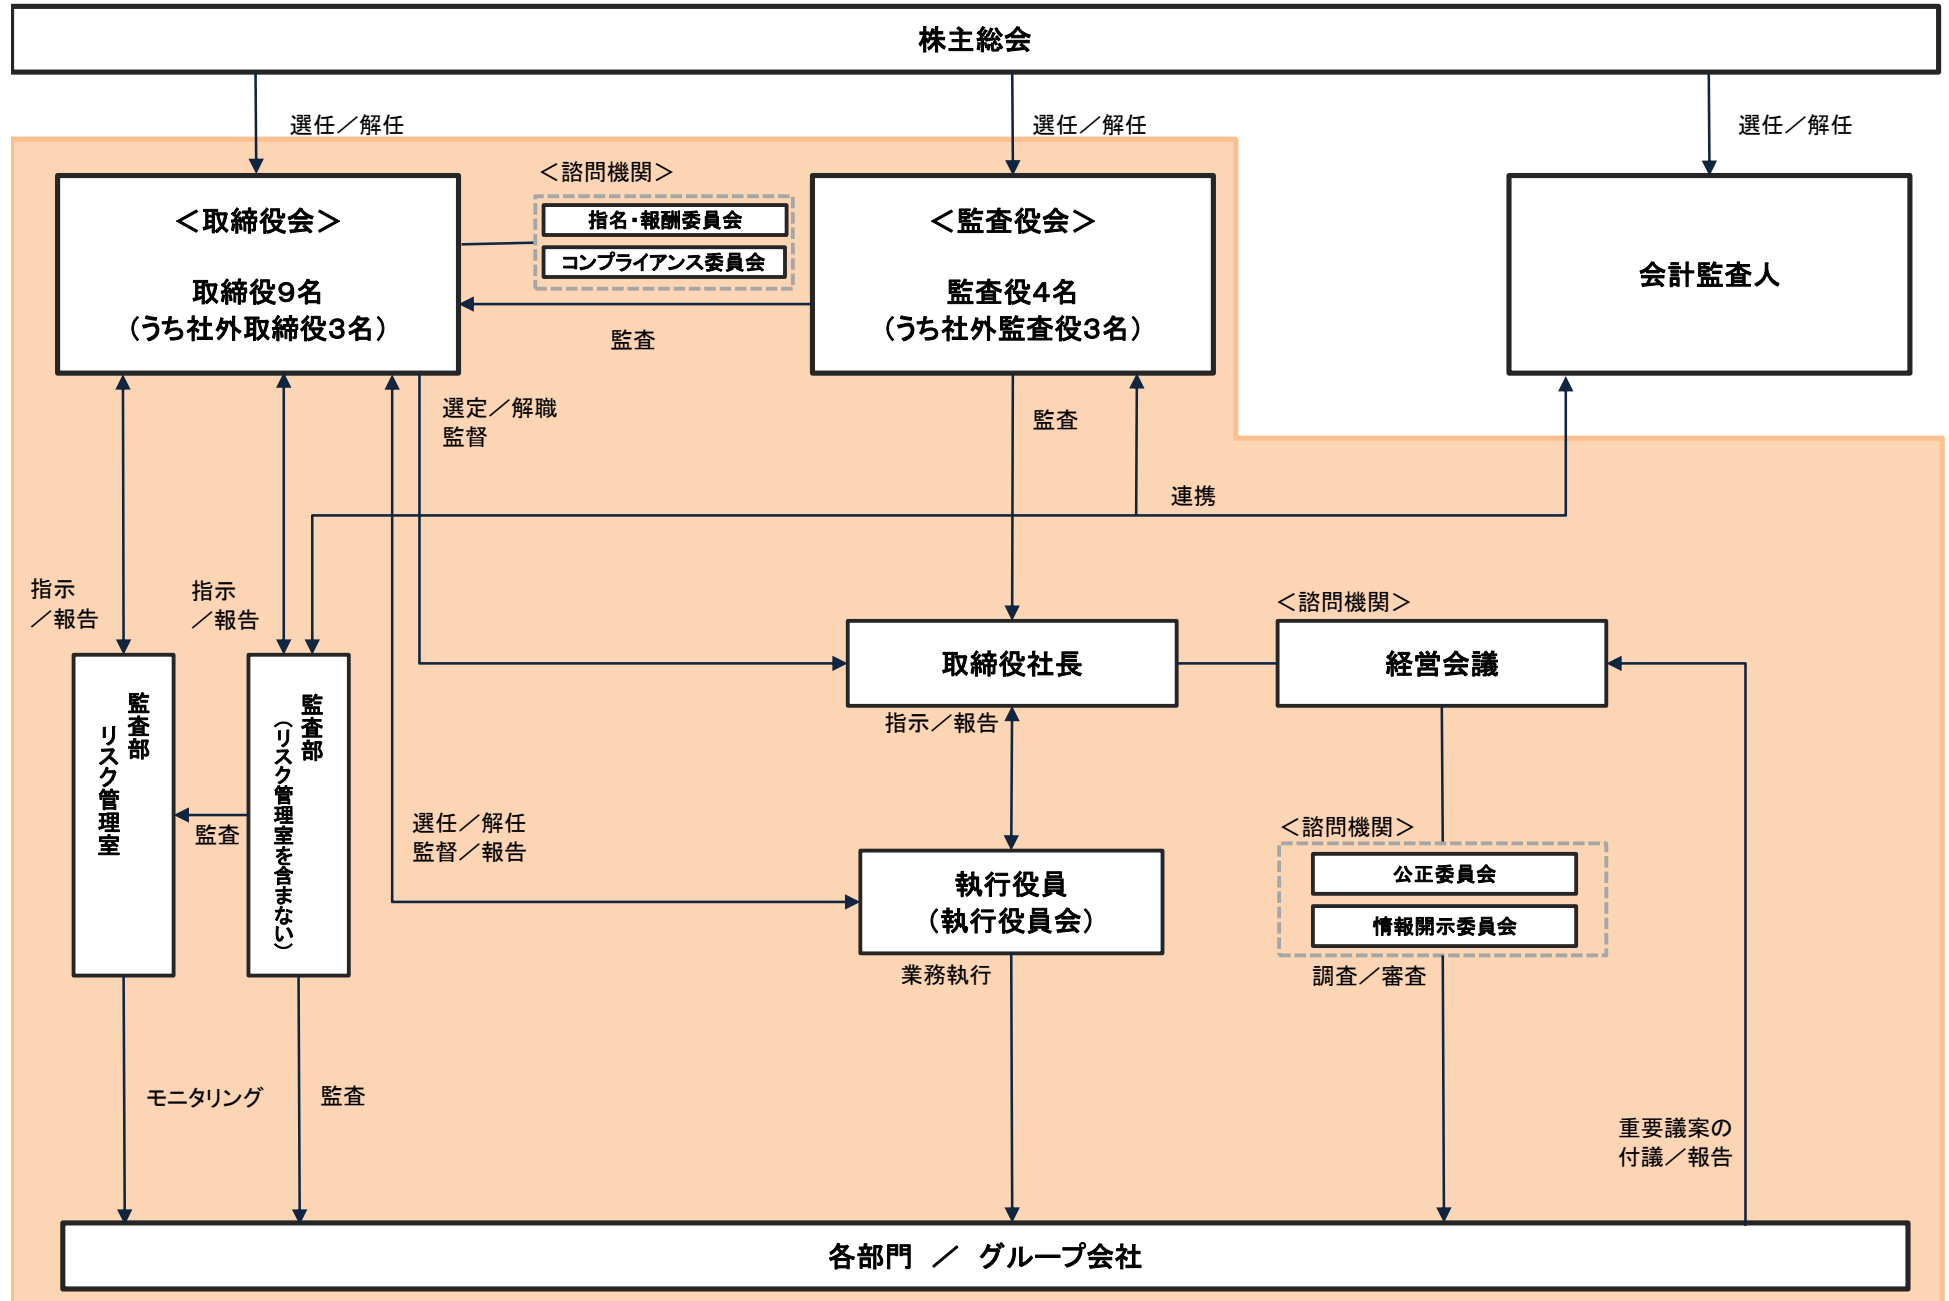 株主総会
選任／解任
選任／解任
選任／解任
＜諮問機関＞
＜取締役会＞
取締役9名
（うち社外取締役3名）
指名・報酬委員会
コンプライアンス委員会
＜監査役会＞
監査役4名
（うち社外監査役3名）
会計監査人
監査
選定／解職
監督
監査
連携
指示
／報告
指示
／報告
＜諮問機関＞
取締役社長
経営会議
指示／報告
監査部
リスク管理室
監査部
（リスク管理室を含まない）
監査
選任／解任
監督／報告
＜諮問機関＞
執行役員
（執行役員会）
公正委員会
情報開示委員会
業務執行
調査／審査
モニタリング
監査
重要議案の
付議／報告
各部門　／　グループ会社